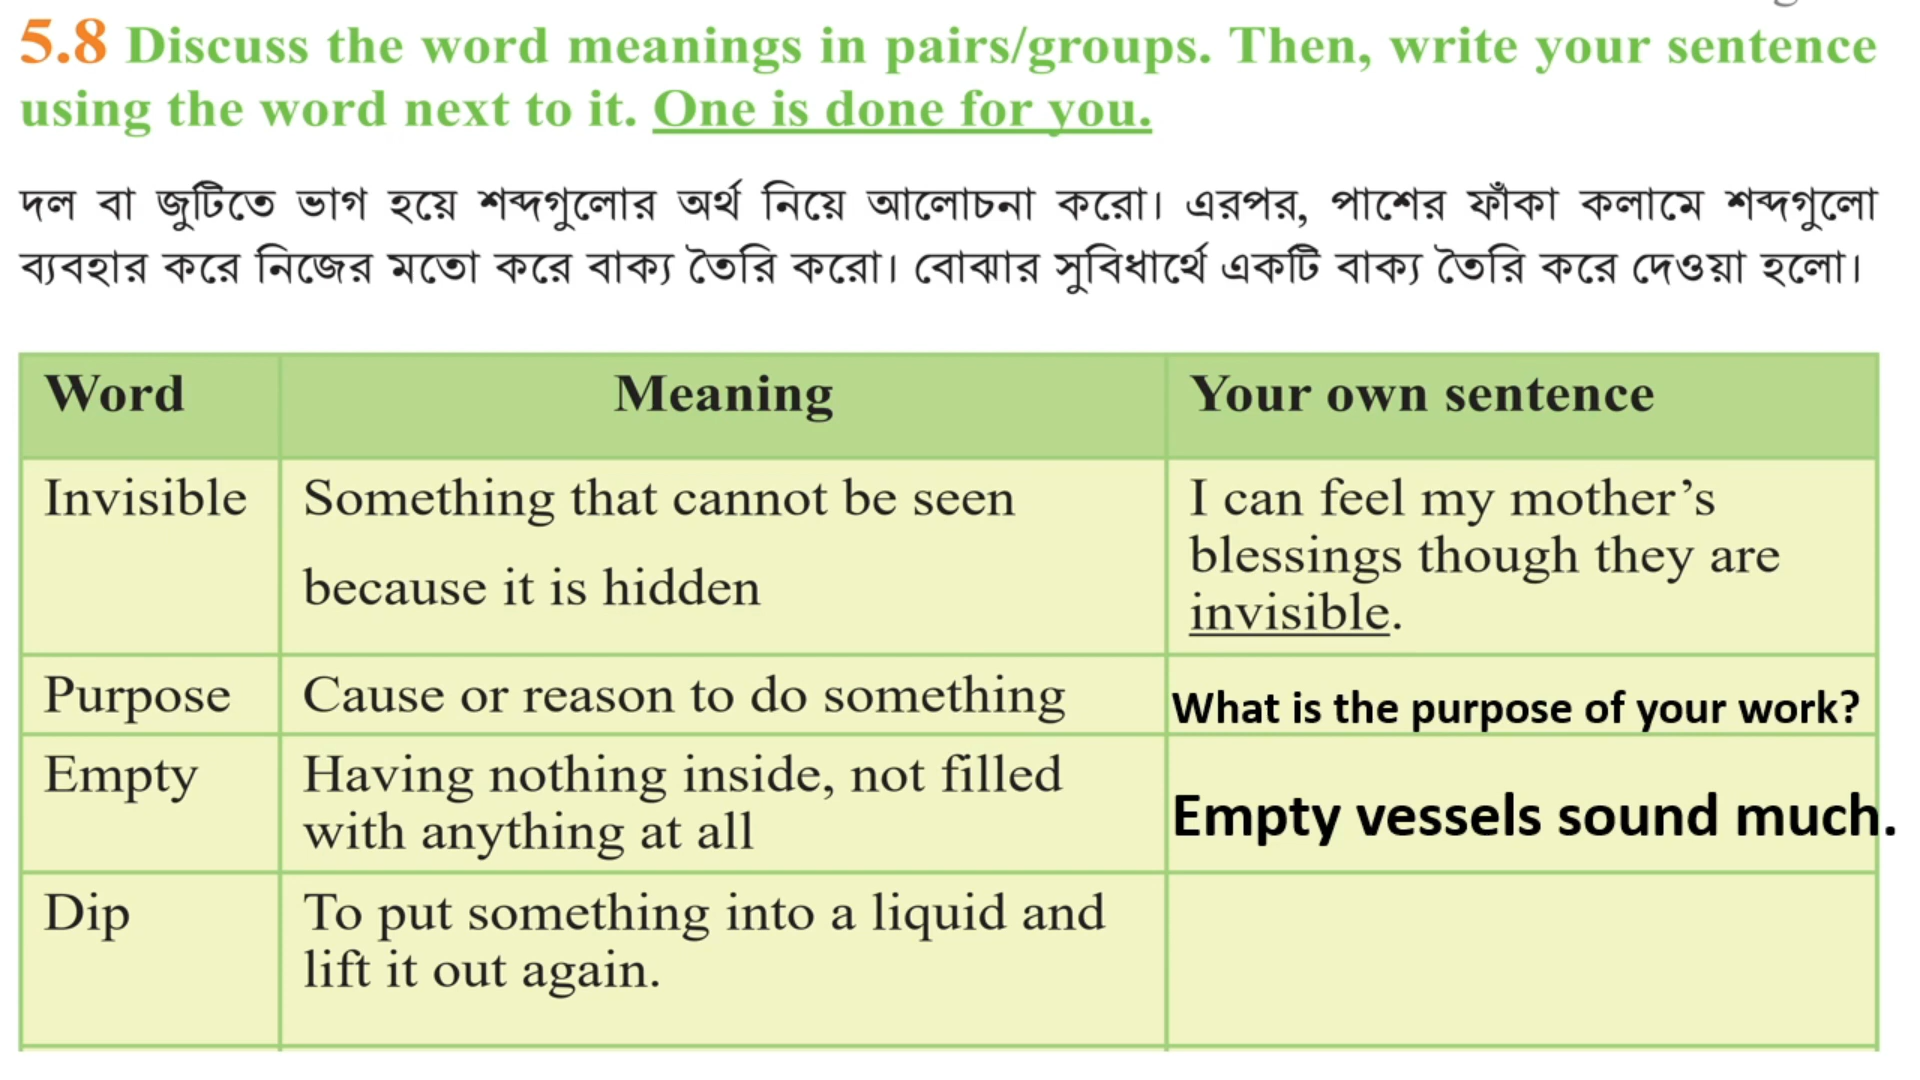 5.8 Discuss the word meanings in pairs/groups. Then, write your sentence
using the word next to it. One is done for you.
দল বা জুটিতে ভাগ হয়ে শব্দগুলোর অর্থ নিয়ে আলোচনা করো। এরপর, পাশের ফাঁকা কলামে শব্দগুলো
ব্যবহার করে নিজের মতো করে বাক্য তৈরি করো। বোঝার সুবিধার্থে একটি বাক্য তৈরি করে দেওয়া হলো।
Word
Meaning
Your own sentence
Invisible
Something that cannot be seen
because it is hidden
I can feel my mother’s
blessings though they are
invisible.
Purpose
Cause or reason to do something
What is the purpose of your work?
Empty
Having nothing inside, not filled
with anything at all
Empty vessels sound much.
Dip
To put something into a liquid and
lift it out again.